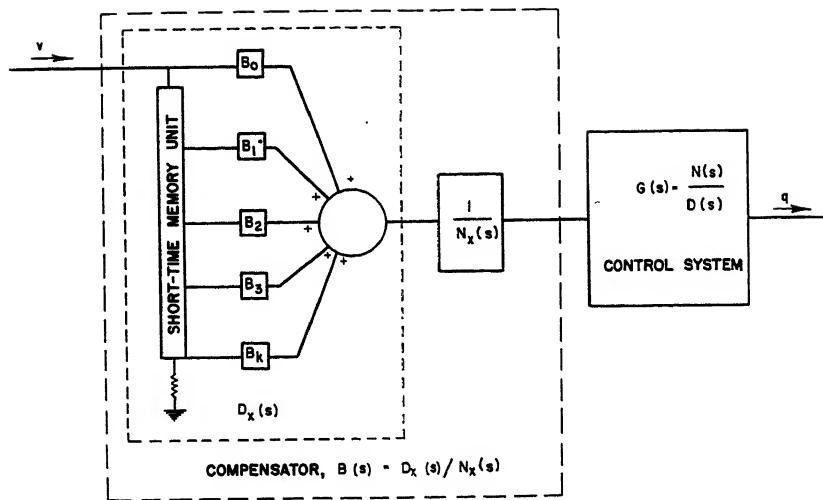 v
B₀
SHORT-TIME MEMORY UNIT
B₁
B₂
B₃
Bₖ
+
+
+
+
+
1
Nₓ(s)
G(s) = N(s)
D(s)
CONTROL SYSTEM
q
Dₓ(s)
COMPENSATOR, B(s) = Dₓ(s)/Nₓ(s)